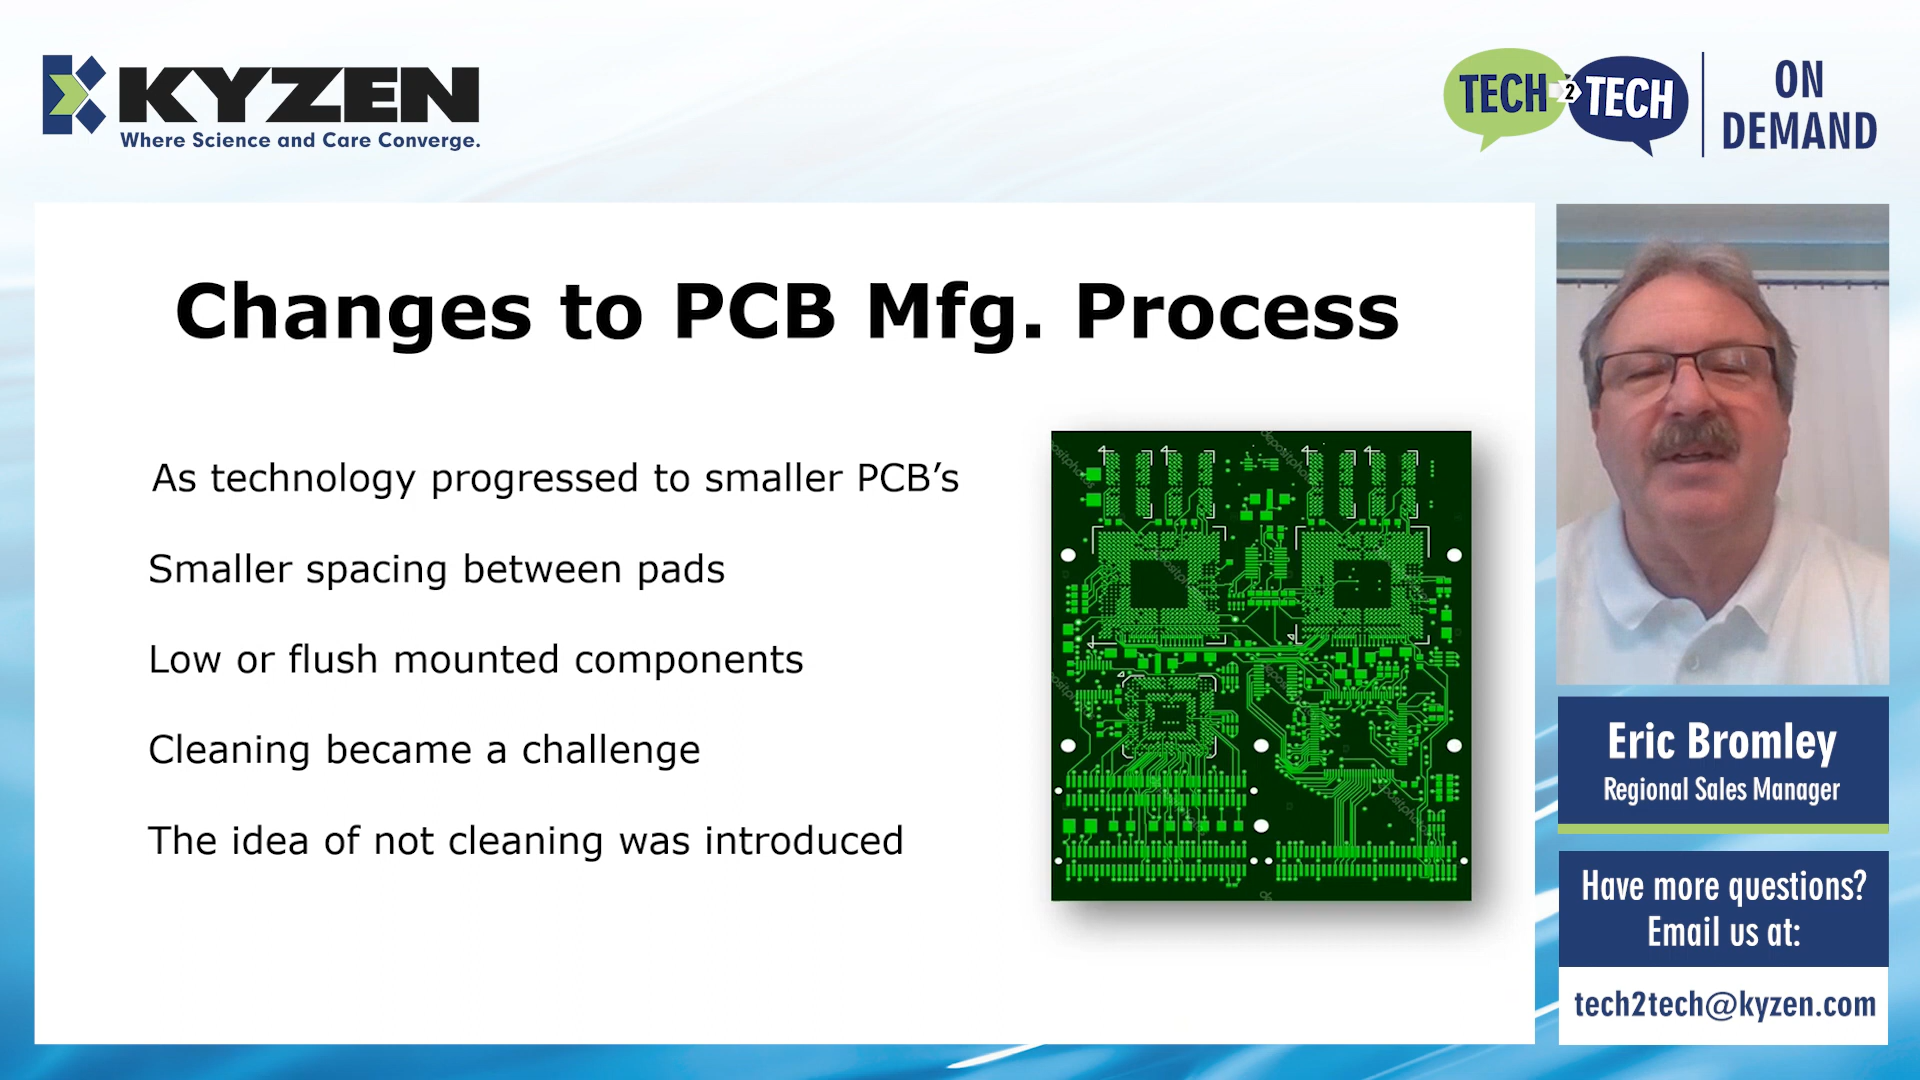 KYZEN
Where Science and Care Converge.
TECH 2 TECH
ON
DEMAND
Changes to PCB Mfg. Process
As technology progressed to smaller PCB’s
Smaller spacing between pads
Low or flush mounted components
Cleaning became a challenge
The idea of not cleaning was introduced
depositphotos
Eric Bromley
Regional Sales Manager
Have more questions?
Email us at:
tech2tech@kyzen.com